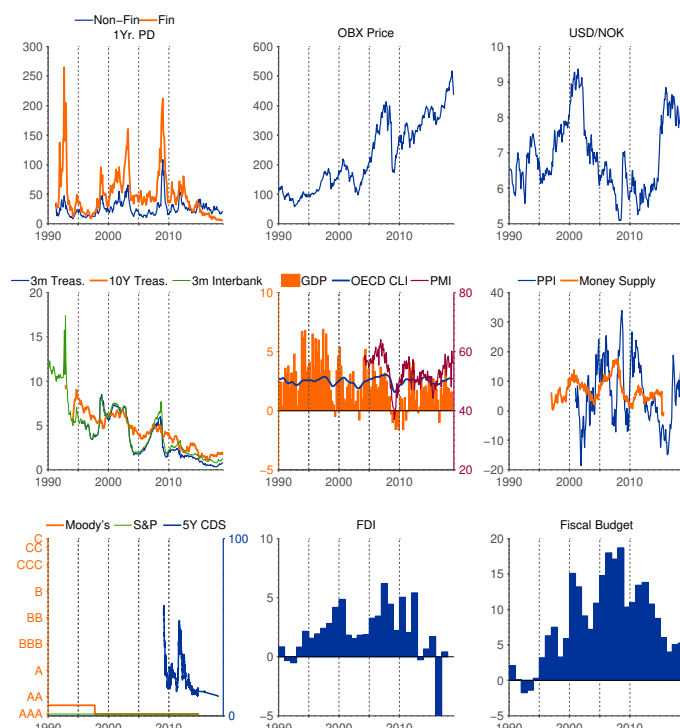 Non-Fin Fin
1Yr. PD
OBX Price
USD/NOK
300
250
200
150
100
50
0
1990 2000 2010
600
500
400
300
200
100
0
1990 2000 2010
10
9
8
7
6
5
1990 2000 2010
3m Treas. 10Y Treas. 3m Interbank
GDP OECD CLI PMI
PPI Money Supply
20
15
10
5
0
1990 2000 2010
10
5
0
−5
80
60
40
20
1990 2000 2010
40
30
20
10
0
−10
−20
1990 2000 2010
Moody's S&P 5Y CDS
FDI
Fiscal Budget
C
CC
CCC
B
BB
BBB
A
AA
AAA
100
0
1990 2000 2010
10
5
0
−5
1990 2000 2010
20
15
10
5
0
−5
1990 2000 2010